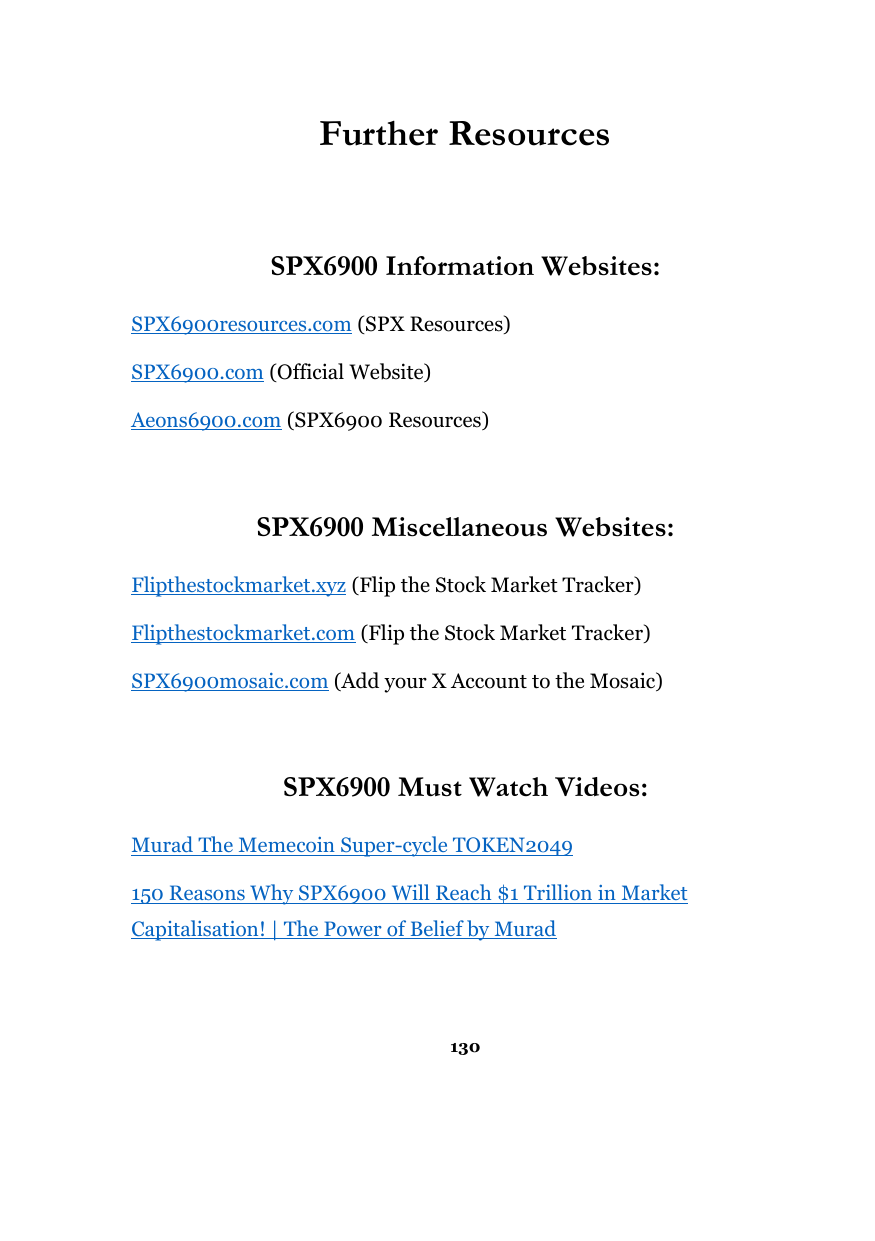 Further Resources
SPX6900 Information Websites:
SPX6900resources.com (SPX Resources)
SPX6900.com (Official Website)
Aeons6900.com (SPX6900 Resources)
SPX6900 Miscellaneous Websites:
Flipthestockmarket.xyz (Flip the Stock Market Tracker)
Flipthestockmarket.com (Flip the Stock Market Tracker)
SPX6900mosaic.com (Add your X Account to the Mosaic)
SPX6900 Must Watch Videos:
Murad The Memecoin Super-cycle TOKEN2049
150 Reasons Why SPX6900 Will Reach $1 Trillion in Market
Capitalisation! | The Power of Belief by Murad
130